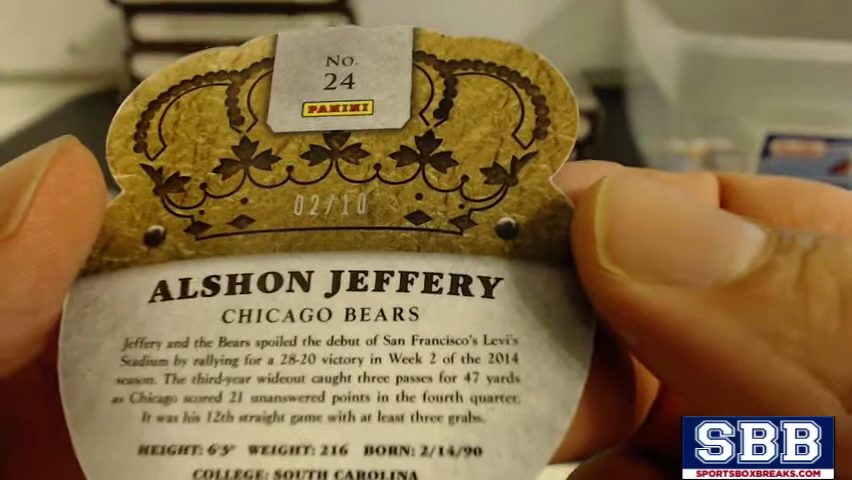 No.
24
PANINI
02/10
ALSHON JEFFERY
CHICAGO BEARS
Jeffery and the Bears spoiled the debut of San Francisco's Levi's
Stadium by rallying for a 28-20 victory in Week 2 of the 2014
season. The third-year wideout caught three passes for 47 yards
as Chicago scored 21 unanswered points in the fourth quarter.
It was his 12th straight game with at least three grabs.
HEIGHT: 6'3" WEIGHT: 216 BORN: 2/14/90
COLLEGE: SOUTH CAROLINA
SBB
SPORTSBOXBREAKS.COM